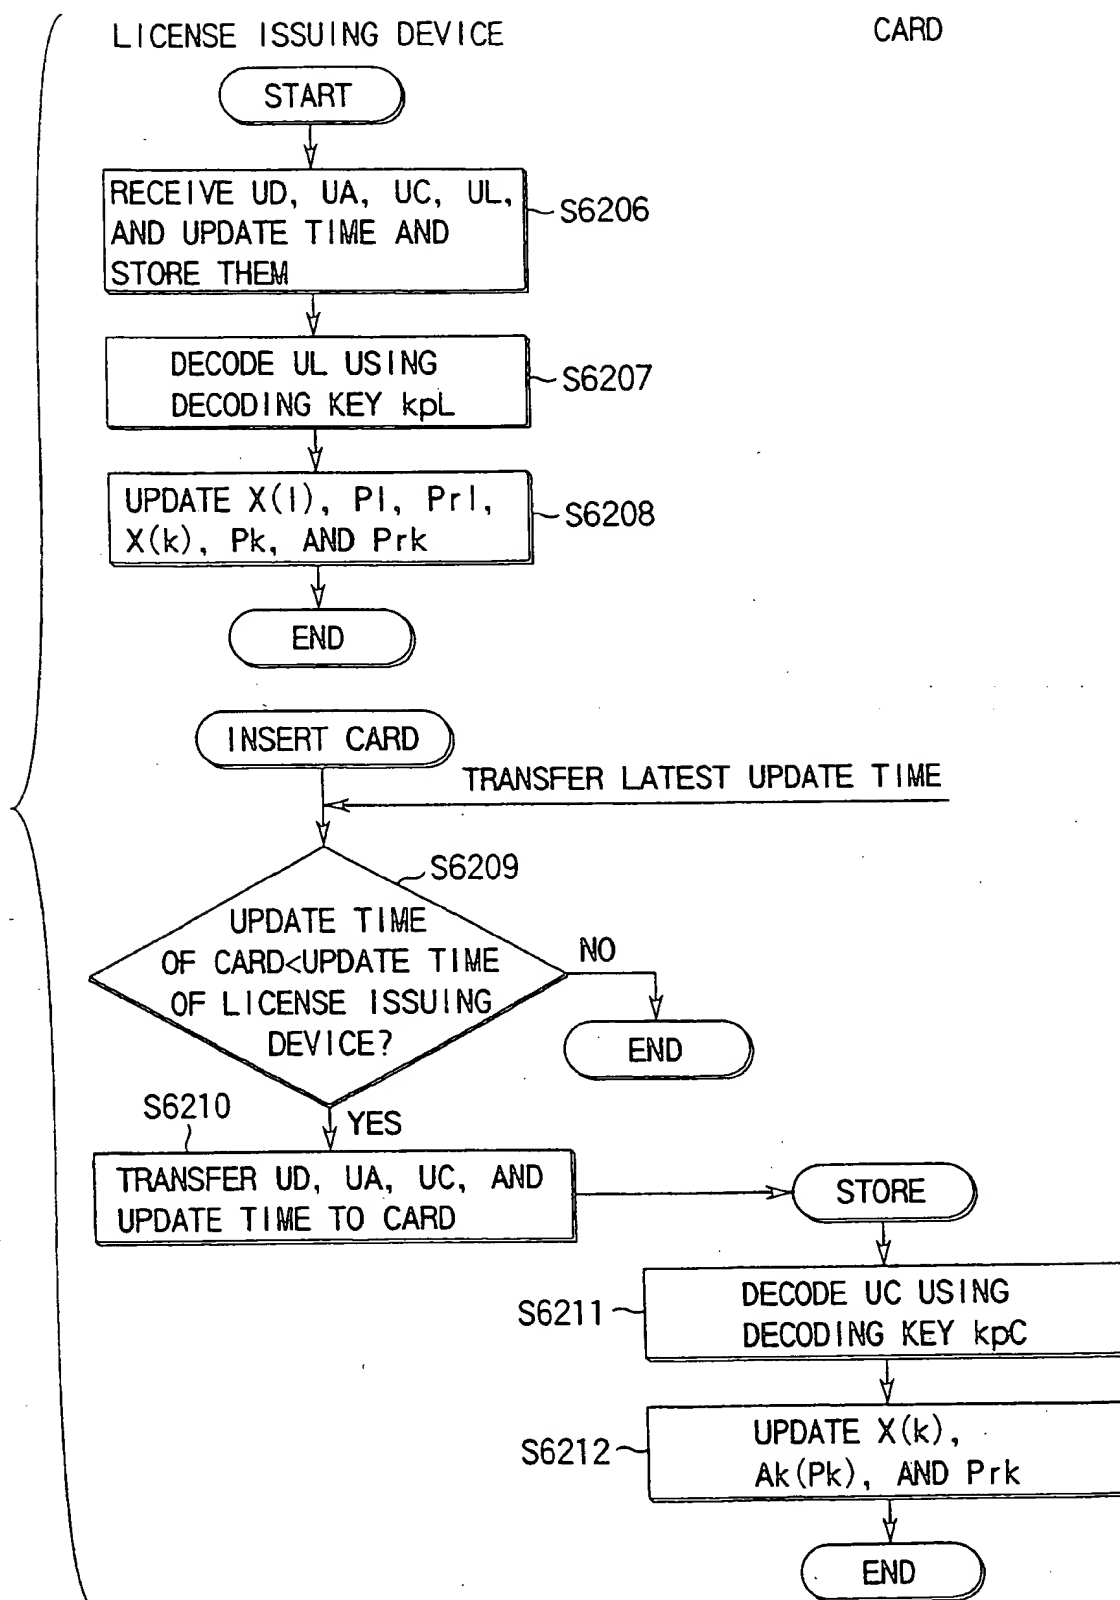 LICENSE ISSUING DEVICE
CARD
START
RECEIVE UD, UA, UC, UL,
AND UPDATE TIME AND
STORE THEM
S6206
DECODE UL USING
DECODING KEY kpL
S6207
UPDATE X(l), Pl, Prl,
X(k), Pk, AND Prk
S6208
END
INSERT CARD
TRANSFER LATEST UPDATE TIME
S6209
UPDATE TIME
OF CARD<UPDATE TIME
OF LICENSE ISSUING
DEVICE?
NO
END
YES
S6210
TRANSFER UD, UA, UC, AND
UPDATE TIME TO CARD
STORE
S6211
DECODE UC USING
DECODING KEY kpC
S6212
UPDATE X(k),
Ak(Pk), AND Prk
END